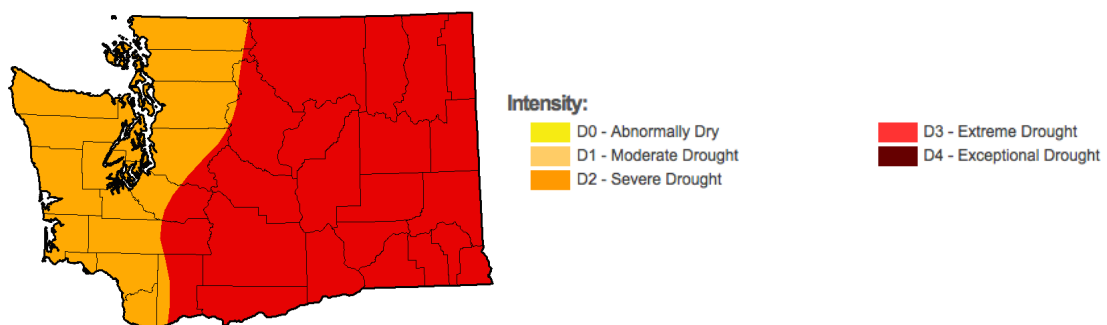 Intensity:
D0 - Abnormally Dry
D1 - Moderate Drought
D2 - Severe Drought
D3 - Extreme Drought
D4 - Exceptional Drought